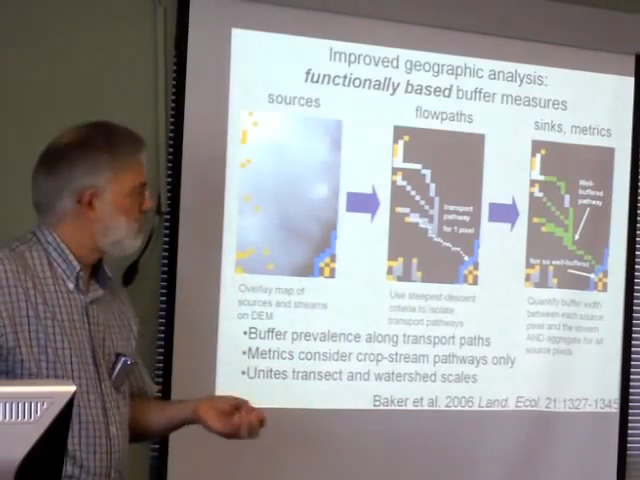 Improved geographic analysis:
functionally based buffer measures
sources
flowpaths
sinks, metrics
transport
pathway
for 1 pixel
Well-
buffered
pathway
Not so well-buffered
Overlay map of
sources and streams
on DEM
Use steepest-descent
criteria to isolate
transport pathways
Quantify buffer width
between each source
pixel and the stream
AND aggregate for all
source pixels
•Buffer prevalence along transport paths
•Metrics consider crop-stream pathways only
•Unites transect and watershed scales
Baker et al. 2006 Land. Ecol. 21:1327-1345